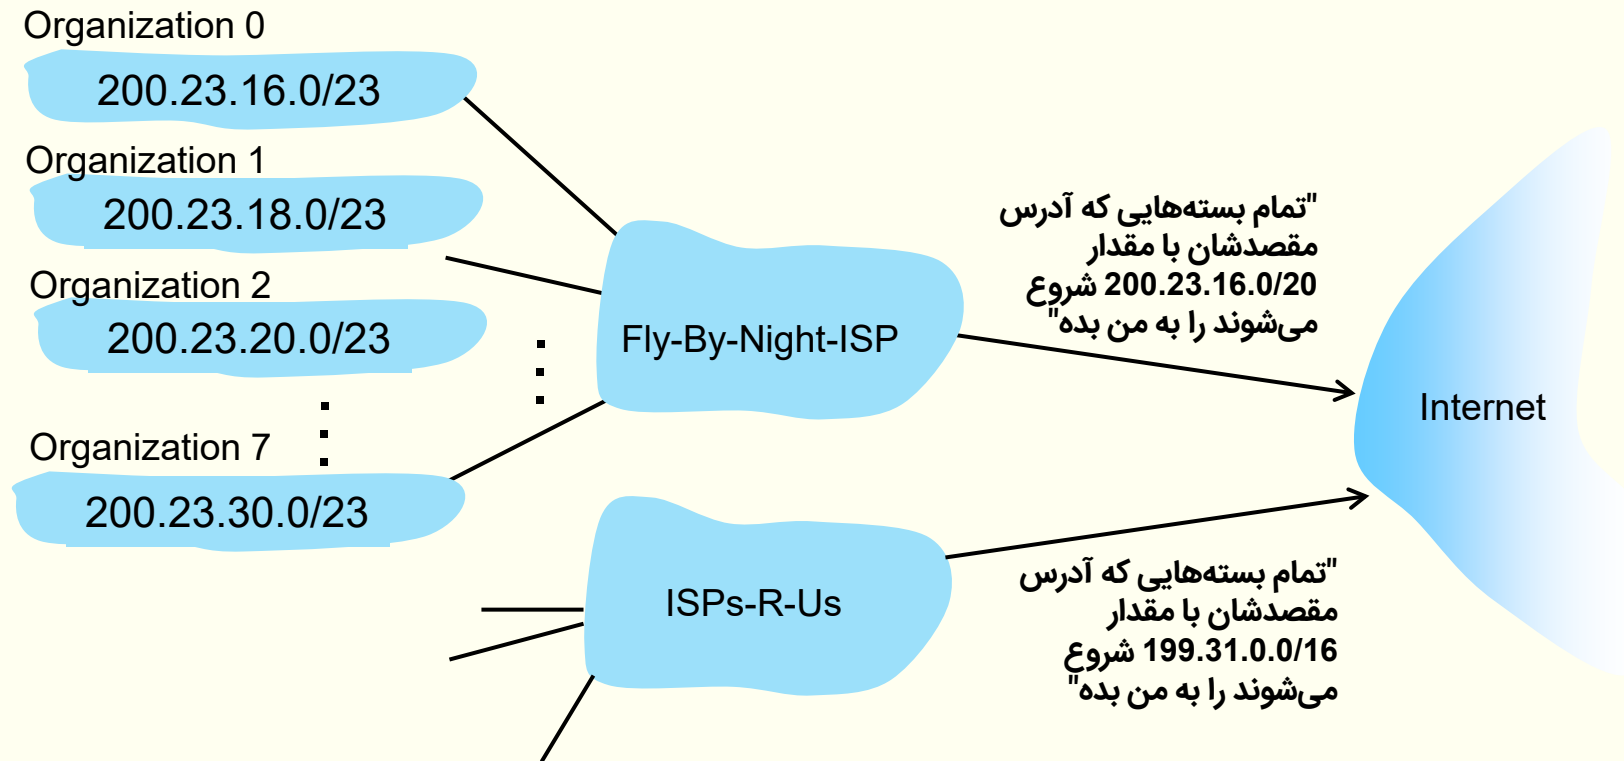 Organization 0
200.23.16.0/23
Organization 1
200.23.18.0/23
Organization 2
200.23.20.0/23
Organization 7
200.23.30.0/23
Fly-By-Night-ISP
"تمام بسته‌هایی که آدرس
مقصدشان با مقدار
200.23.16.0/20 شروع
می‌شوند را به من بده"
Internet
ISPs-R-Us
"تمام بسته‌هایی که آدرس
مقصدشان با مقدار
199.31.0.0/16 شروع
می‌شوند را به من بده"